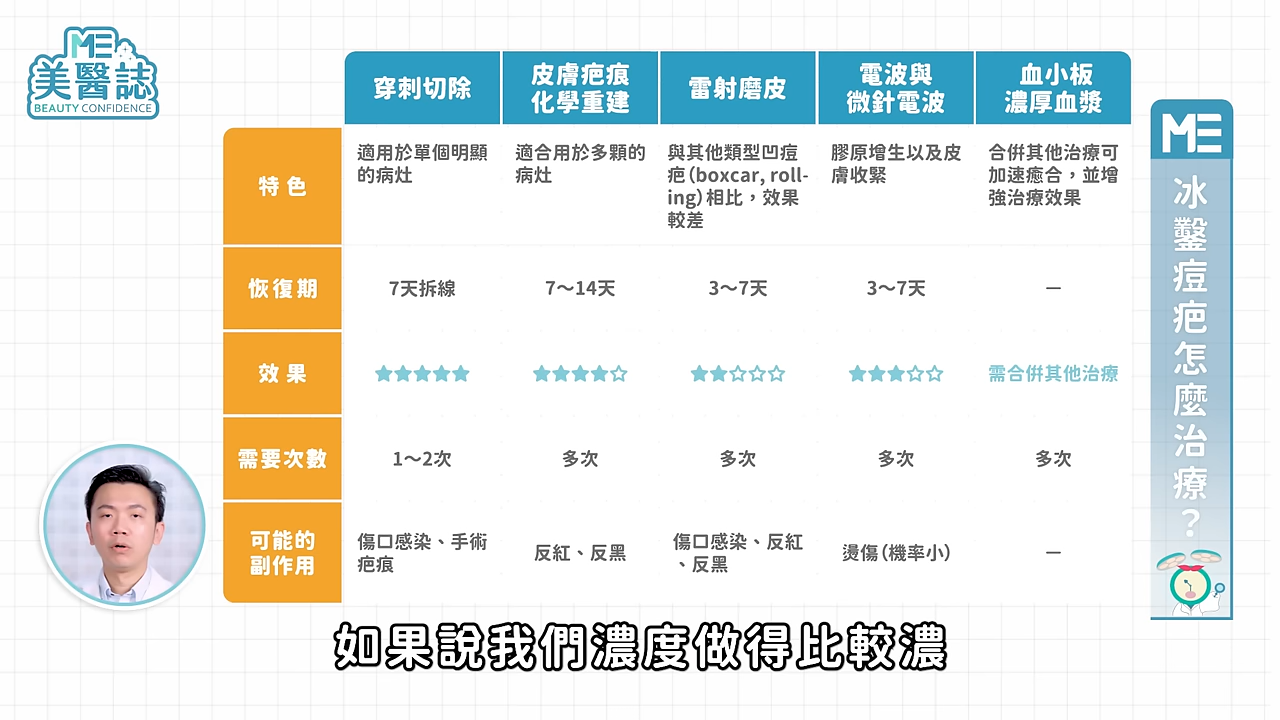 ME
美醫誌
BEAUTY CONFIDENCE
穿刺切除
皮膚疤痕
化學重建
雷射磨皮
電波與
微針電波
血小板
濃厚血漿
特色
適用於單個明顯
的病灶
適合用於多顆的
病灶
與其他類型凹痘
疤(boxcar, roll-
ing)相比，效果
較差
膠原增生以及皮
膚收緊
合併其他治療可
加速癒合，並增
強治療效果
恢復期
7天拆線
7～14天
3～7天
3～7天
—
效果
★★★★★
★★★★☆
★★☆☆☆
★★★☆☆
需合併其他治療
需要次數
1～2次
多次
多次
多次
多次
可能的
副作用
傷口感染、手術
疤痕
反紅、反黑
傷口感染、反紅
、反黑
燙傷(機率小)
—
ME
冰鑿痘疤怎麼治療？
如果說我們濃度做得比較濃